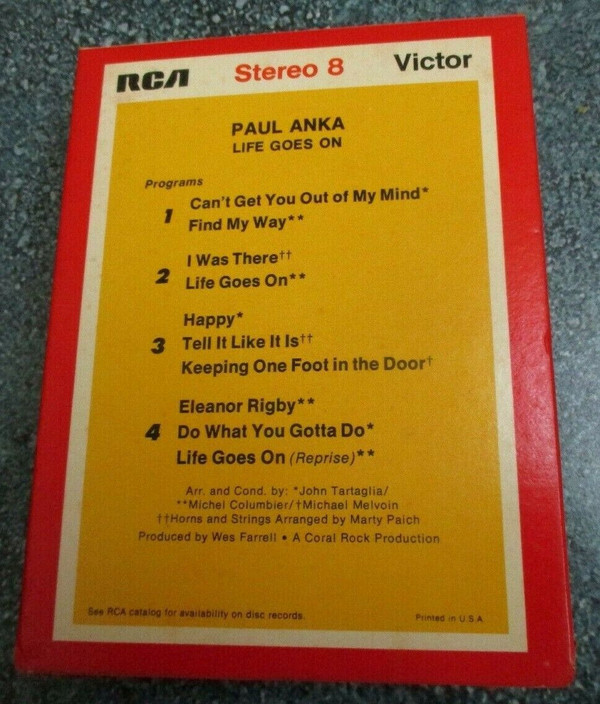 RCA Stereo 8 Victor
PAUL ANKA
LIFE GOES ON
Programs
1 Can't Get You Out of My Mind*
Find My Way**
2 I Was There††
Life Goes On**
Happy*
3 Tell It Like It Is††
Keeping One Foot in the Door†
Eleanor Rigby**
4 Do What You Gotta Do*
Life Goes On (Reprise)**
Arr. and Cond. by: *John Tartaglia/
**Michel Columbier/†Michael Melvoin
††Horns and Strings Arranged by Marty Paich
Produced by Wes Farrell • A Coral Rock Production
See RCA catalog for availability on disc records. Printed in U.S.A.